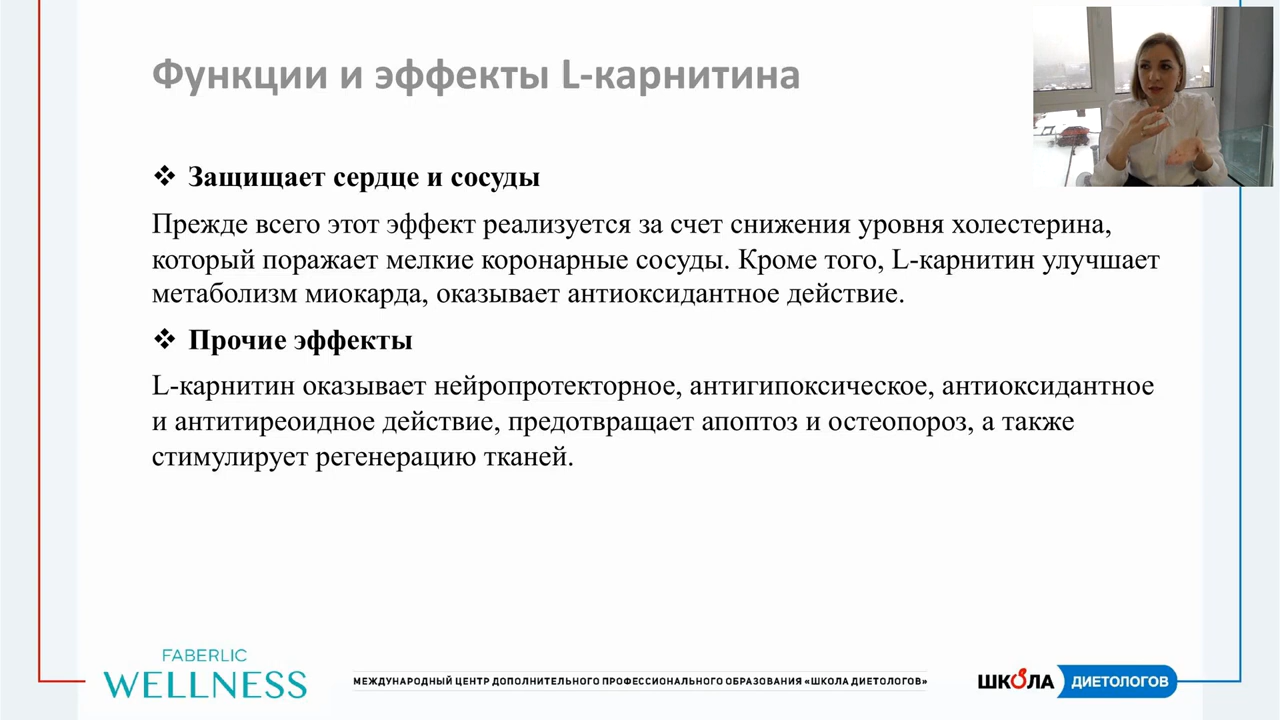 Функции и эффекты L-карнитина
❖ Защищает сердце и сосуды
Прежде всего этот эффект реализуется за счет снижения уровня холестерина,
который поражает мелкие коронарные сосуды. Кроме того, L-карнитин улучшает
метаболизм миокарда, оказывает антиоксидантное действие.
❖ Прочие эффекты
L-карнитин оказывает нейропротекторное, антигипоксическое, антиоксидантное
и антитиреоидное действие, предотвращает апоптоз и остеопороз, а также
стимулирует регенерацию тканей.
FABERLIC
WELLNESS
МЕЖДУНАРОДНЫЙ ЦЕНТР ДОПОЛНИТЕЛЬНОГО ПРОФЕССИОНАЛЬНОГО ОБРАЗОВАНИЯ «ШКОЛА ДИЕТОЛОГОВ»
ШКОЛА ДИЕТОЛОГОВ